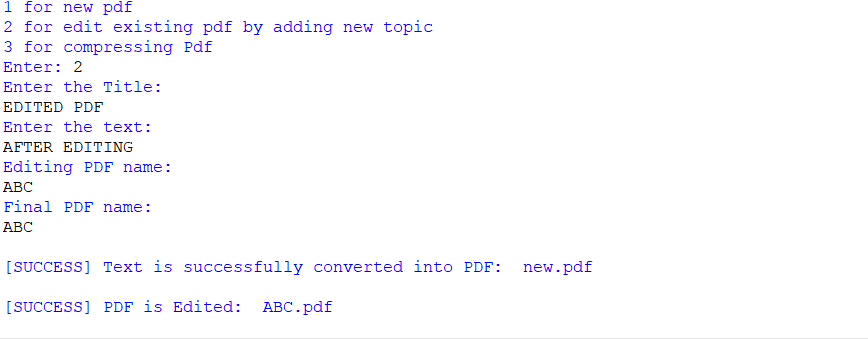 1 for new pdf
2 for edit existing pdf by adding new topic
3 for compressing Pdf
Enter: 2
Enter the Title:
EDITED PDF
Enter the text:
AFTER EDITING
Editing PDF name:
ABC
Final PDF name:
ABC
[SUCCESS] Text is successfully converted into PDF:  new.pdf
[SUCCESS] PDF is Edited:  ABC.pdf